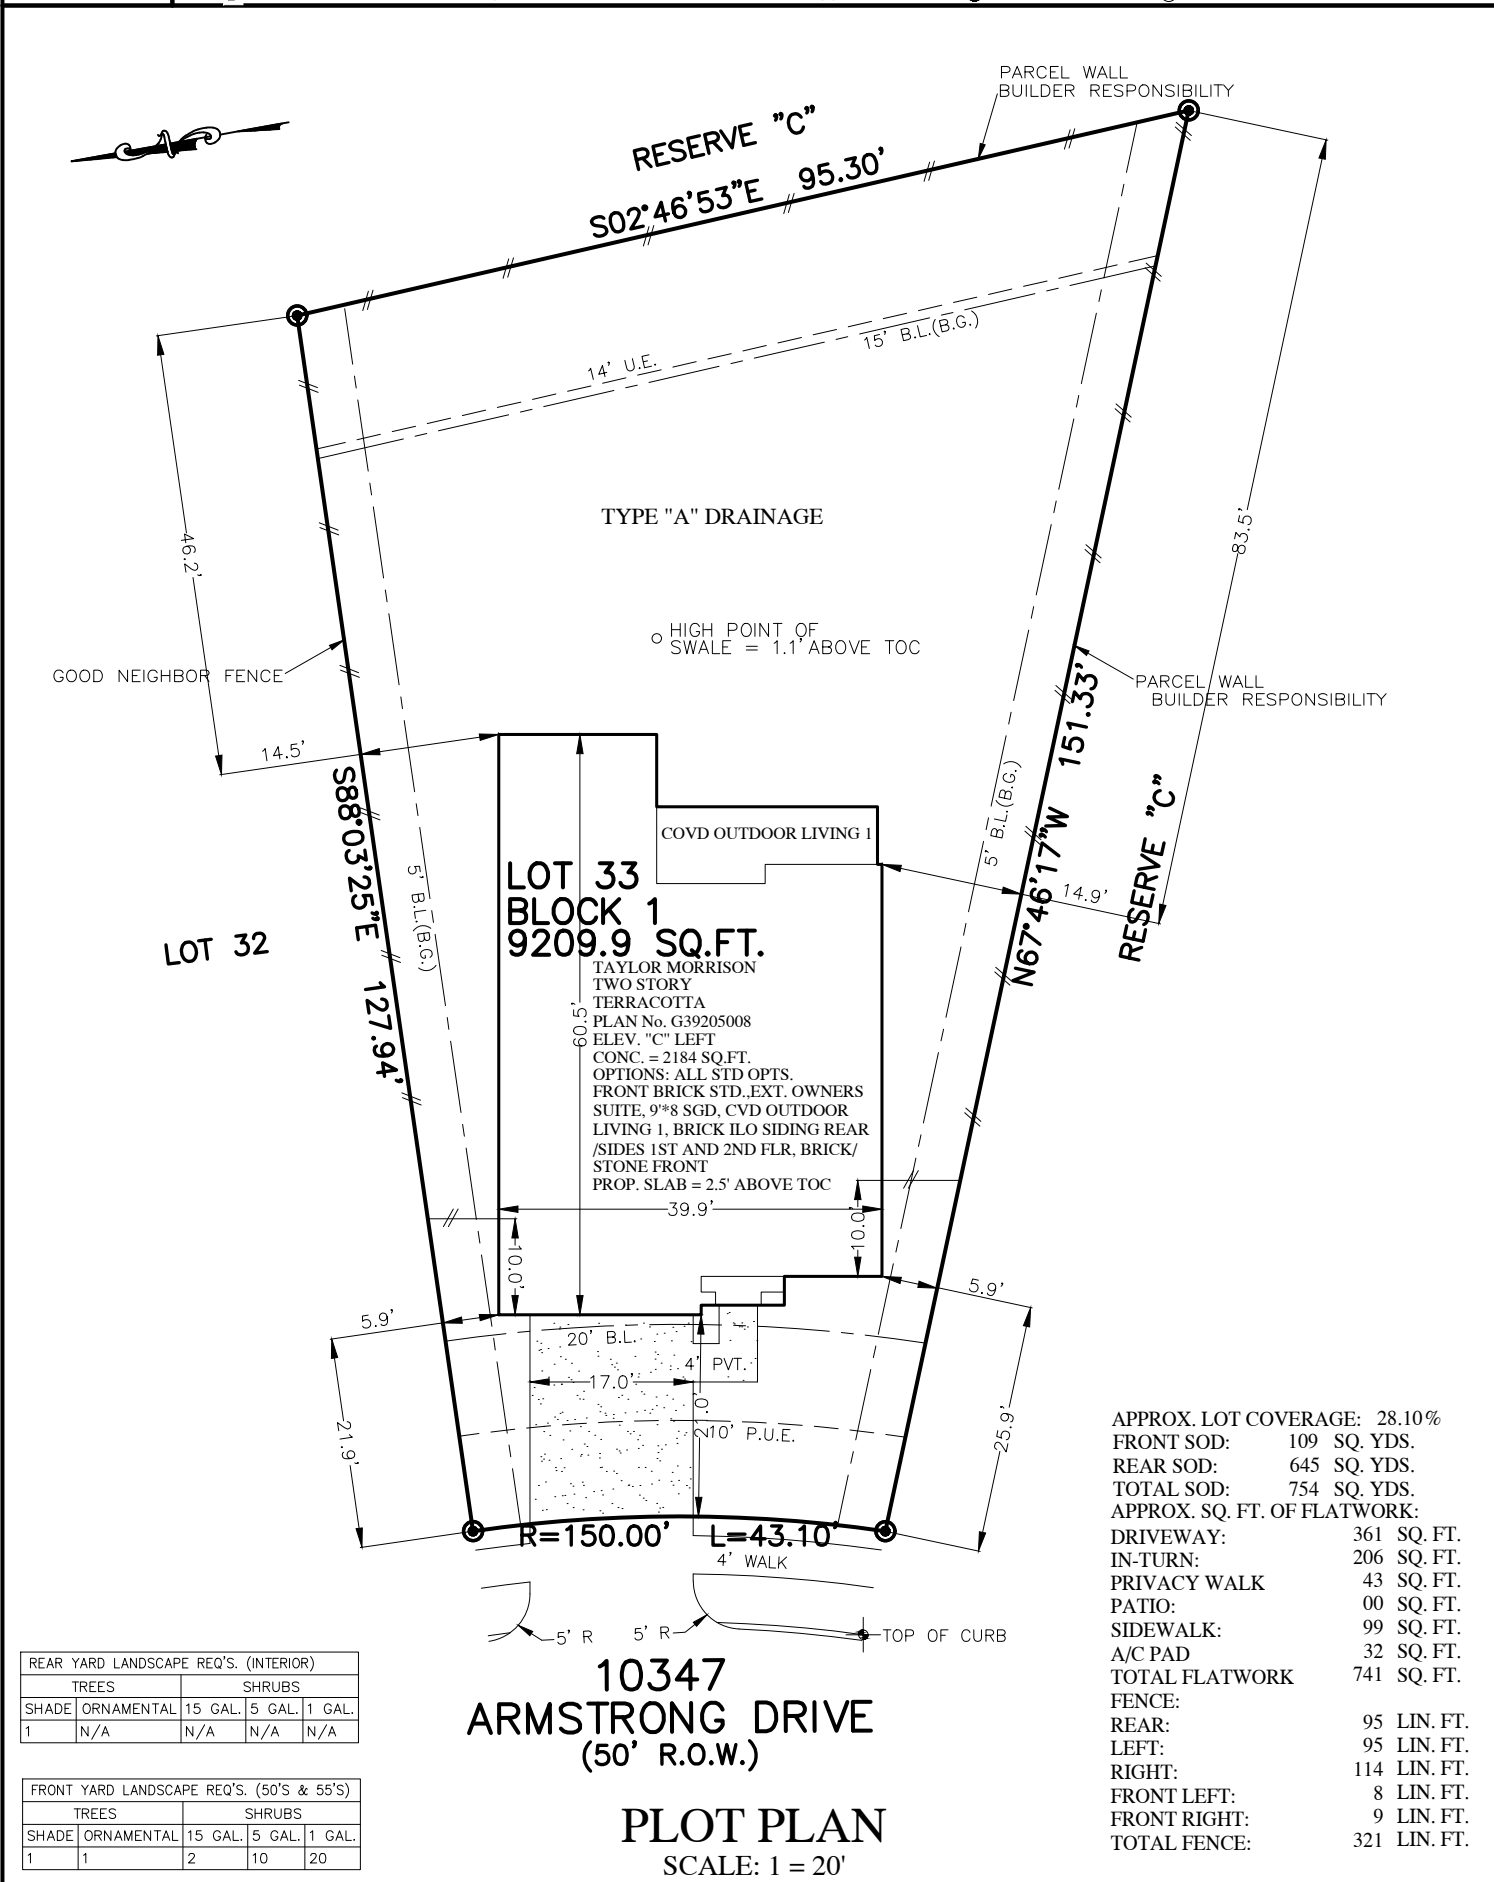 PARCEL WALL
BUILDER RESPONSIBILITY
RESERVE "C"
S02°46'53"E 95.30'
14' U.E.
15' B.L.(B.G.)
TYPE "A" DRAINAGE
46.2'
83.5'
HIGH POINT OF
SWALE = 1.1' ABOVE TOC
GOOD NEIGHBOR FENCE
PARCEL WALL
BUILDER RESPONSIBILITY
14.5'
S88°03'25"E 127.94'
5' B.L.(B.G.)
N67°46'17"W 151.33'
5' B.L.(B.G.)
RESERVE "C"
14.9'
COVD OUTDOOR LIVING 1
LOT 33
BLOCK 1
9209.9 SQ.FT.
LOT 32
TAYLOR MORRISON
TWO STORY
TERRACOTTA
PLAN No. G39205008
ELEV. "C" LEFT
CONC. = 2184 SQ.FT.
OPTIONS: ALL STD OPTS.
FRONT BRICK STD.,EXT. OWNERS
SUITE, 9'*8 SGD, CVD OUTDOOR
LIVING 1, BRICK ILO SIDING REAR
/SIDES 1ST AND 2ND FLR, BRICK/
STONE FRONT
PROP. SLAB = 2.5' ABOVE TOC
60.5'
39.9'
10.0'
10.0'
5.9'
5.9'
20' B.L.
4' PVT.
17.0'
21.0'
10' P.U.E.
21.9'
25.9'
R=150.00' L=43.10'
4' WALK
5' R
5' R
TOP OF CURB
10347
ARMSTRONG DRIVE
(50' R.O.W.)
PLOT PLAN
SCALE: 1 = 20'
APPROX. LOT COVERAGE: 28.10%
FRONT SOD: 109 SQ. YDS.
REAR SOD: 645 SQ. YDS.
TOTAL SOD: 754 SQ. YDS.
APPROX. SQ. FT. OF FLATWORK:
DRIVEWAY: 361 SQ. FT.
IN-TURN: 206 SQ. FT.
PRIVACY WALK 43 SQ. FT.
PATIO: 00 SQ. FT.
SIDEWALK: 99 SQ. FT.
A/C PAD 32 SQ. FT.
TOTAL FLATWORK 741 SQ. FT.
FENCE:
REAR: 95 LIN. FT.
LEFT: 95 LIN. FT.
RIGHT: 114 LIN. FT.
FRONT LEFT: 8 LIN. FT.
FRONT RIGHT: 9 LIN. FT.
TOTAL FENCE: 321 LIN. FT.
REAR YARD LANDSCAPE REQ'S. (INTERIOR)
TREES SHRUBS
SHADE ORNAMENTAL 15 GAL. 5 GAL. 1 GAL.
1 N/A N/A N/A N/A
FRONT YARD LANDSCAPE REQ'S. (50'S & 55'S)
TREES SHRUBS
SHADE ORNAMENTAL 15 GAL. 5 GAL. 1 GAL.
1 1 2 10 20